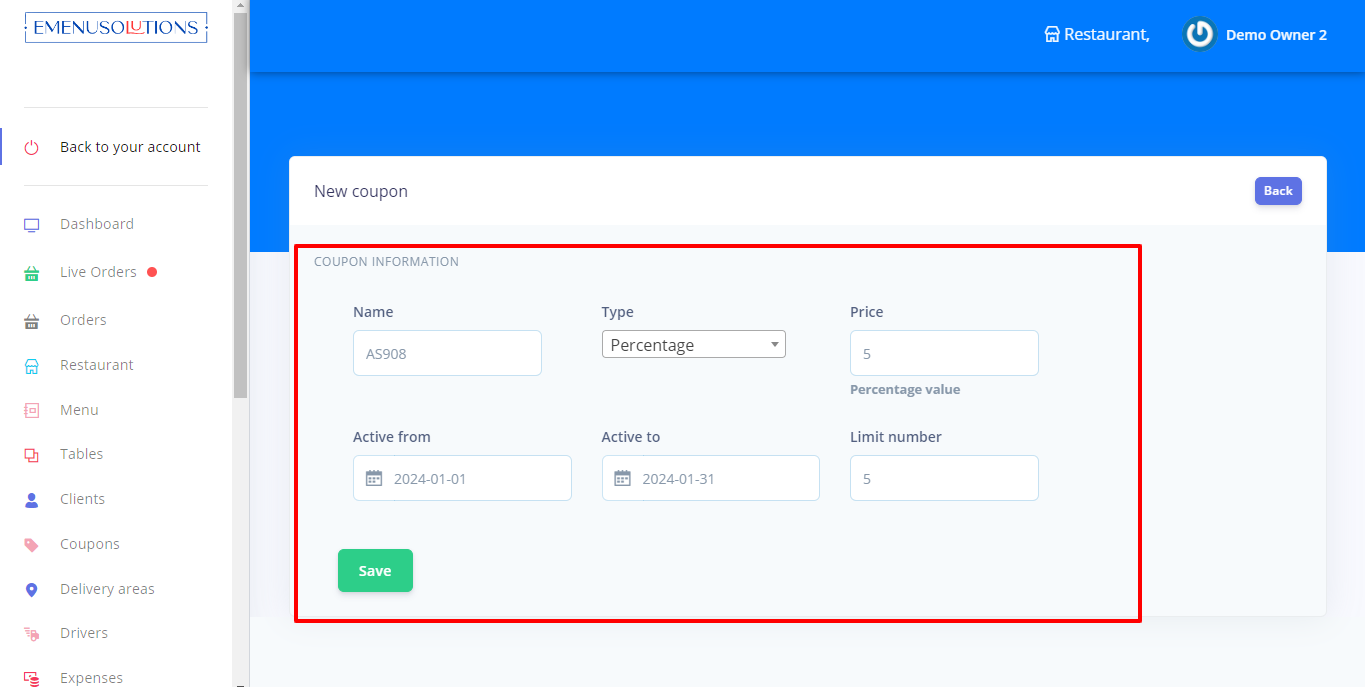 EMENUSOLUTIONS
Restaurant,
Demo Owner 2
Back to your account
Dashboard
Live Orders
Orders
Restaurant
Menu
Tables
Clients
Coupons
Delivery areas
Drivers
Expenses
New coupon
Back
COUPON INFORMATION
Name
Type
Price
AS908
Percentage
5
Percentage value
Active from
Active to
Limit number
2024-01-01
2024-01-31
5
Save